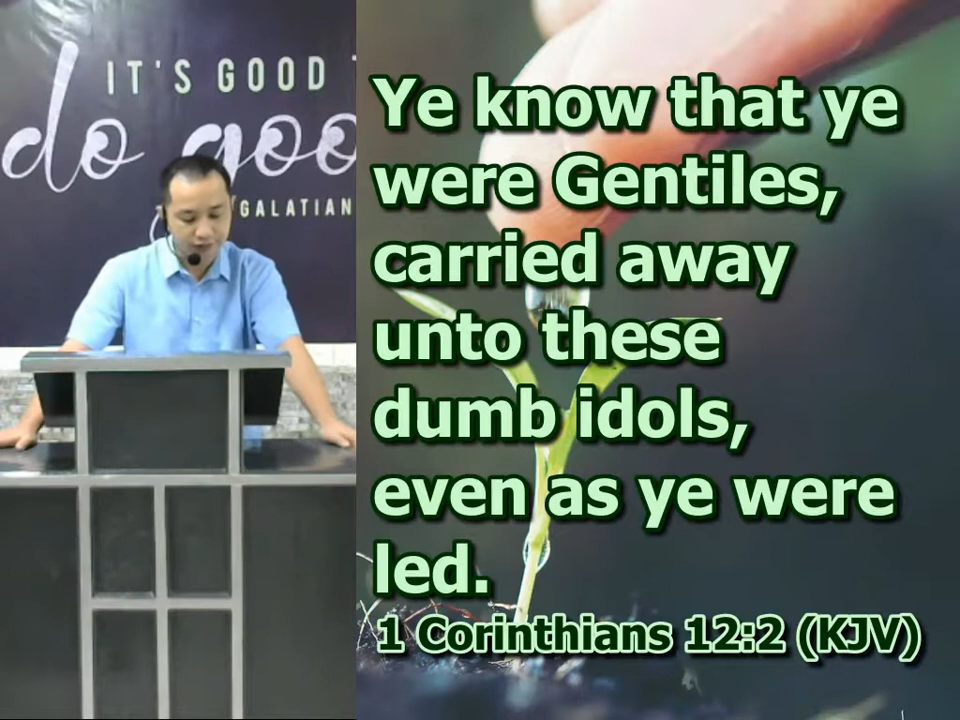 IT'S GOOD
do goo
GALATIAN
Ye know that ye
were Gentiles,
carried away
unto these
dumb idols,
even as ye were
led.
1 Corinthians 12:2 (KJV)